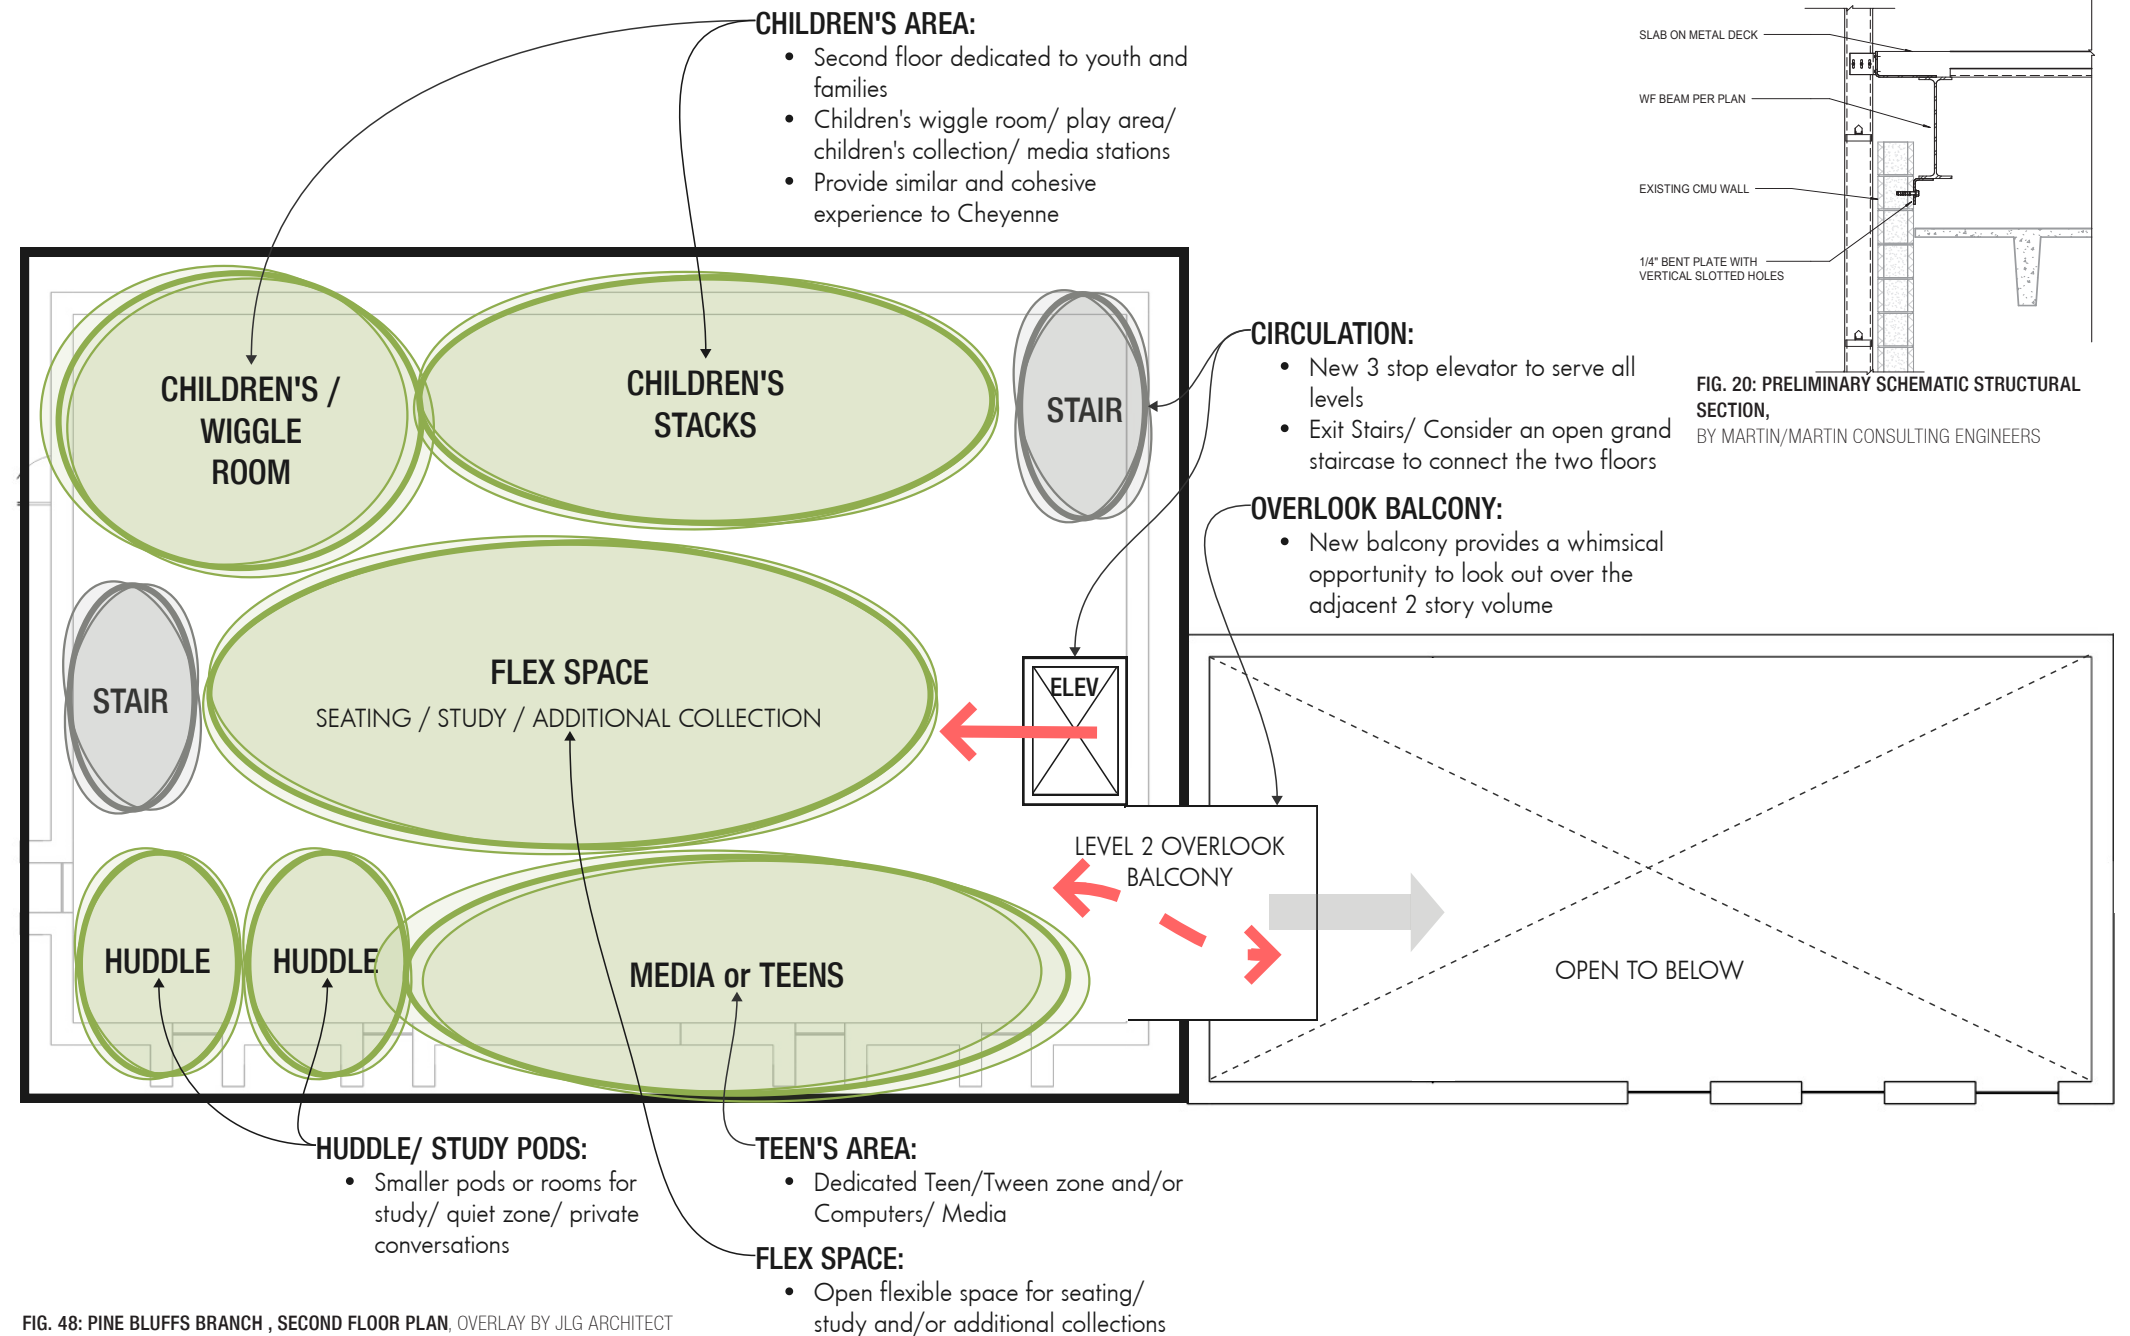 CHILDREN'S AREA:
• Second floor dedicated to youth and
families
• Children's wiggle room/ play area/
children's collection/ media stations
• Provide similar and cohesive
experience to Cheyenne
SLAB ON METAL DECK
WF BEAM PER PLAN
EXISTING CMU WALL
1/4" BENT PLATE WITH
VERTICAL SLOTTED HOLES
FIG. 20: PRELIMINARY SCHEMATIC STRUCTURAL
SECTION,
BY MARTIN/MARTIN CONSULTING ENGINEERS
CIRCULATION:
• New 3 stop elevator to serve all
levels
• Exit Stairs/ Consider an open grand
staircase to connect the two floors
OVERLOOK BALCONY:
• New balcony provides a whimsical
opportunity to look out over the
adjacent 2 story volume
CHILDREN'S /
WIGGLE
ROOM
CHILDREN'S
STACKS
STAIR
STAIR
FLEX SPACE
SEATING / STUDY / ADDITIONAL COLLECTION
ELEV
LEVEL 2 OVERLOOK
BALCONY
OPEN TO BELOW
HUDDLE
HUDDLE
MEDIA or TEENS
HUDDLE/ STUDY PODS:
• Smaller pods or rooms for
study/ quiet zone/ private
conversations
TEEN'S AREA:
• Dedicated Teen/Tween zone and/or
Computers/ Media
FLEX SPACE:
• Open flexible space for seating/
study and/or additional collections
FIG. 48: PINE BLUFFS BRANCH , SECOND FLOOR PLAN, OVERLAY BY JLG ARCHITECT